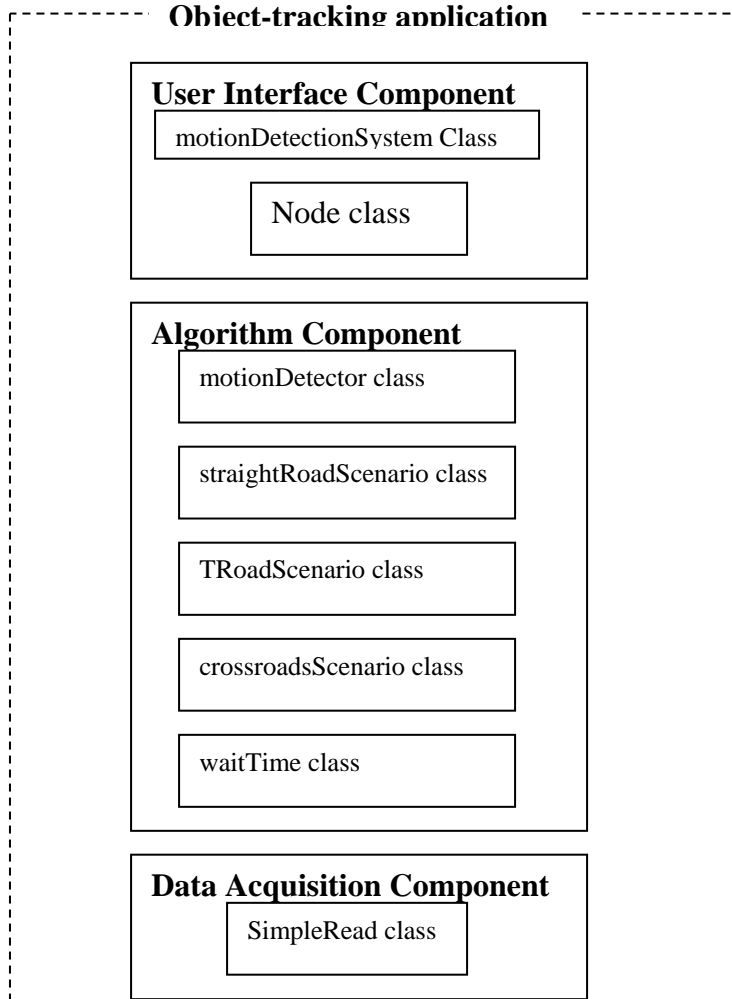 Object-tracking application
User Interface Component
motionDetectionSystem Class
Node class
Algorithm Component
motionDetector class
straightRoadScenario class
TRoadScenario class
crossroadsScenario class
waitTime class
Data Acquisition Component
SimpleRead class